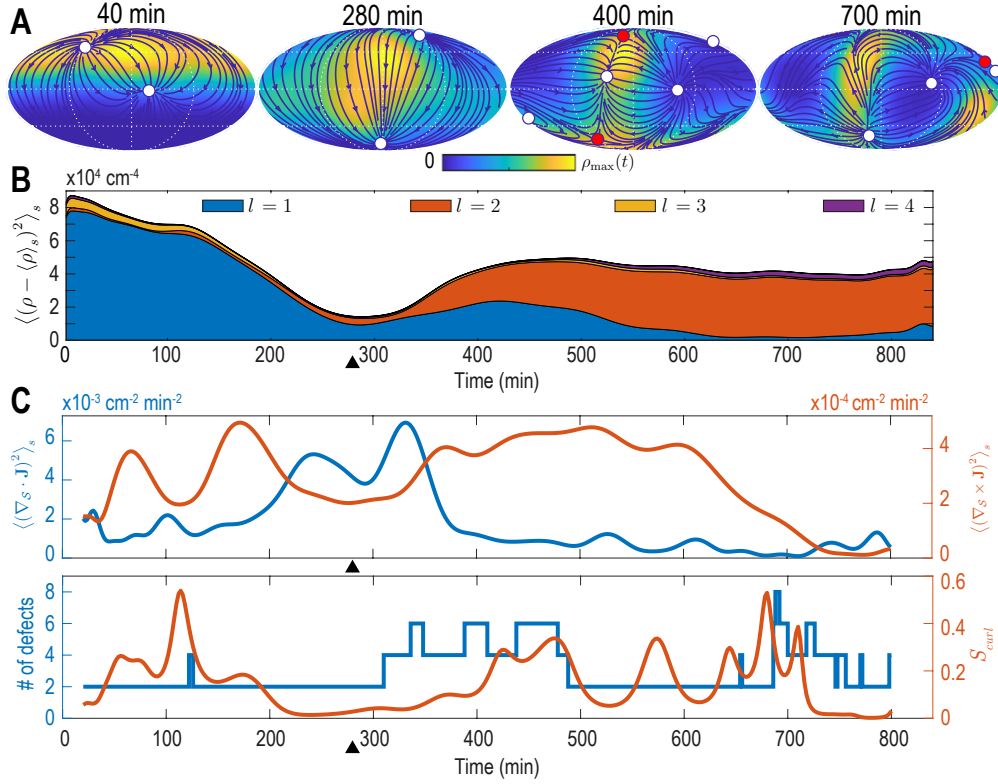 A
40 min 280 min 400 min 700 min
0 ρmax(t)
B
x10⁴ cm⁻⁴
l = 1 l = 2 l = 3 l = 4
⟨(ρ − ⟨ρ⟩s)²⟩s
8
6
4
2
0
0 100 200 300 400 500 600 700 800
Time (min)
C
x10⁻³ cm⁻² min⁻² x10⁻⁴ cm⁻² min⁻²
⟨(∇𝒮 · J)²⟩s
6
4
2
0
4
2
0
⟨(∇𝒮 × J)²⟩s
# of defects
8
6
4
2
0
0.6
0.4
0.2
0
Scurl
0 100 200 300 400 500 600 700 800
Time (min)